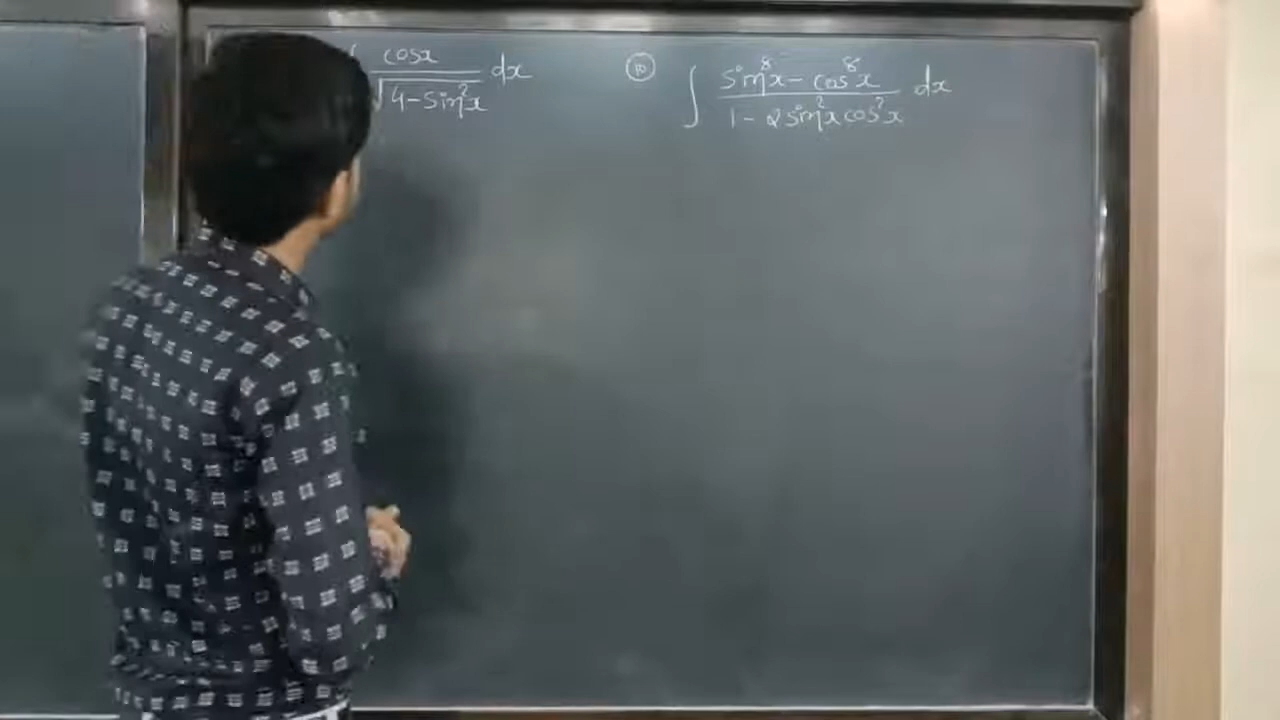 ∫ cosx / √(4-sin²x) dx
⑩ ∫ (sin⁸x - cos⁸x) / (1 - 2sin²x cos²x) dx